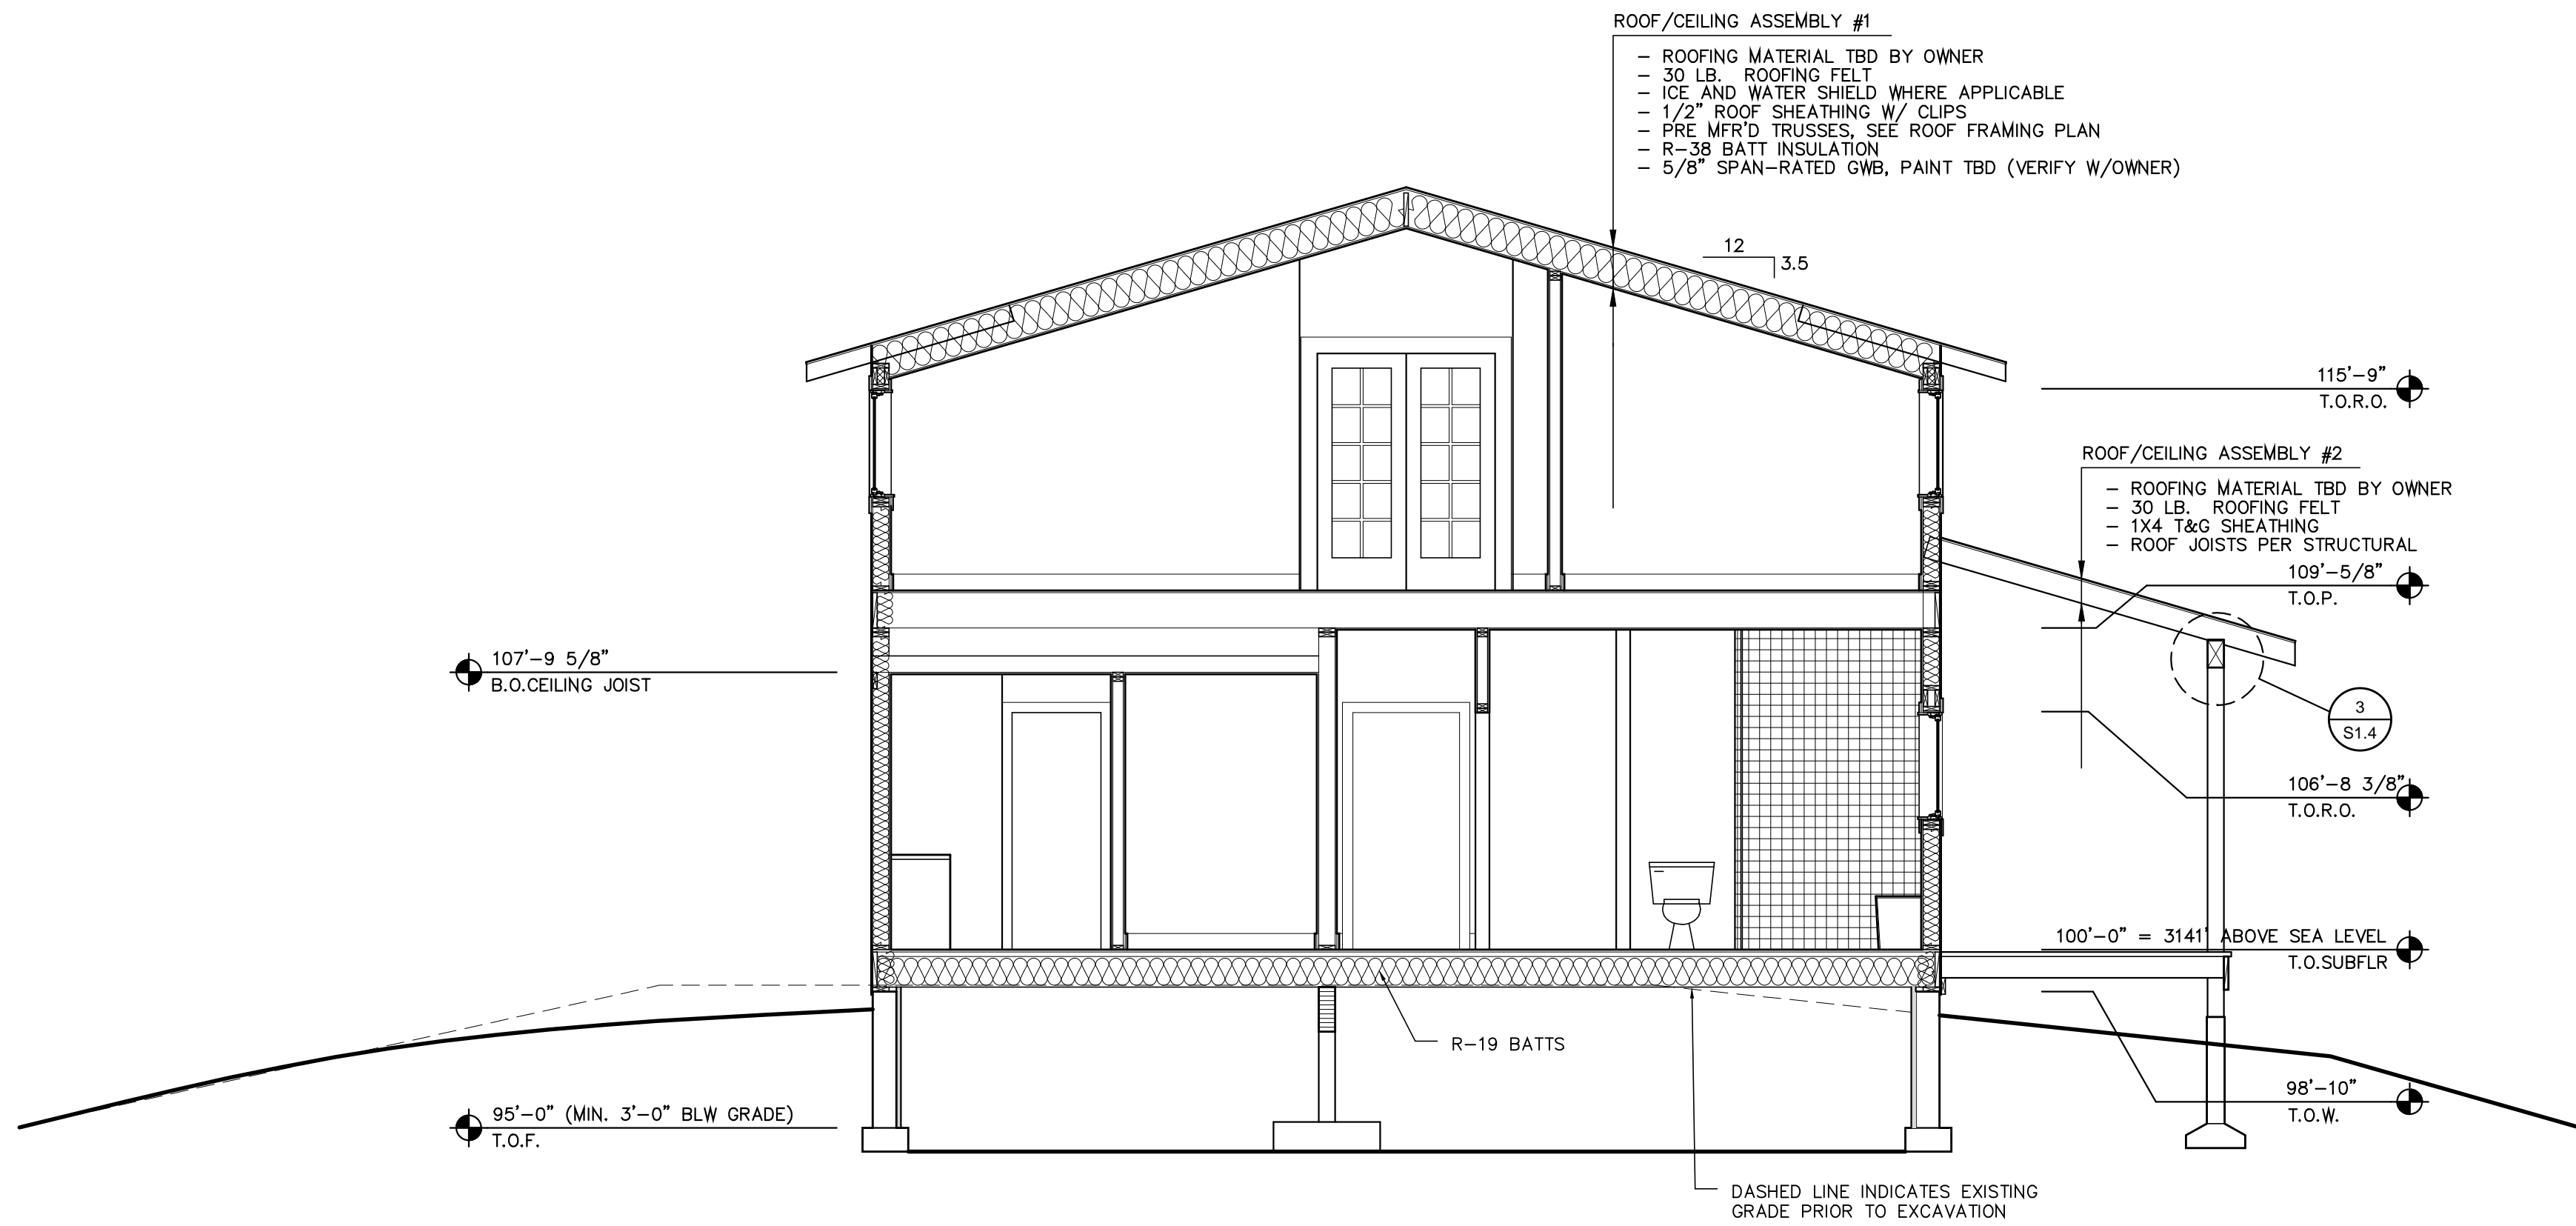 ROOF/CEILING ASSEMBLY #1
– ROOFING MATERIAL TBD BY OWNER
– 30 LB. ROOFING FELT
– ICE AND WATER SHIELD WHERE APPLICABLE
– 1/2" ROOF SHEATHING W/ CLIPS
– PRE MFR'D TRUSSES, SEE ROOF FRAMING PLAN
– R–38 BATT INSULATION
– 5/8" SPAN–RATED GWB, PAINT TBD (VERIFY W/OWNER)
12
3.5
115'–9"
T.O.R.O.
ROOF/CEILING ASSEMBLY #2
– ROOFING MATERIAL TBD BY OWNER
– 30 LB. ROOFING FELT
– 1X4 T&G SHEATHING
– ROOF JOISTS PER STRUCTURAL
109'–5/8"
T.O.P.
107'–9 5/8"
B.O.CEILING JOIST
3
S1.4
106'–8 3/8"
T.O.R.O.
100'–0" = 3141' ABOVE SEA LEVEL
T.O.SUBFLR
R–19 BATTS
98'–10"
T.O.W.
95'–0" (MIN. 3'–0" BLW GRADE)
T.O.F.
DASHED LINE INDICATES EXISTING
GRADE PRIOR TO EXCAVATION